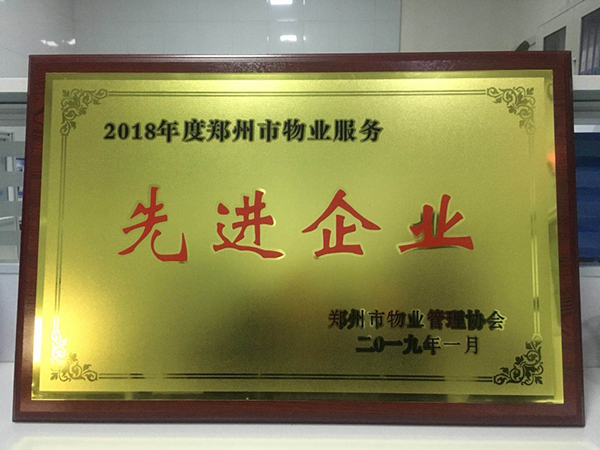 2018年度郑州市物业服务
先进企业
郑州市物业管理协会
二〇一九年一月